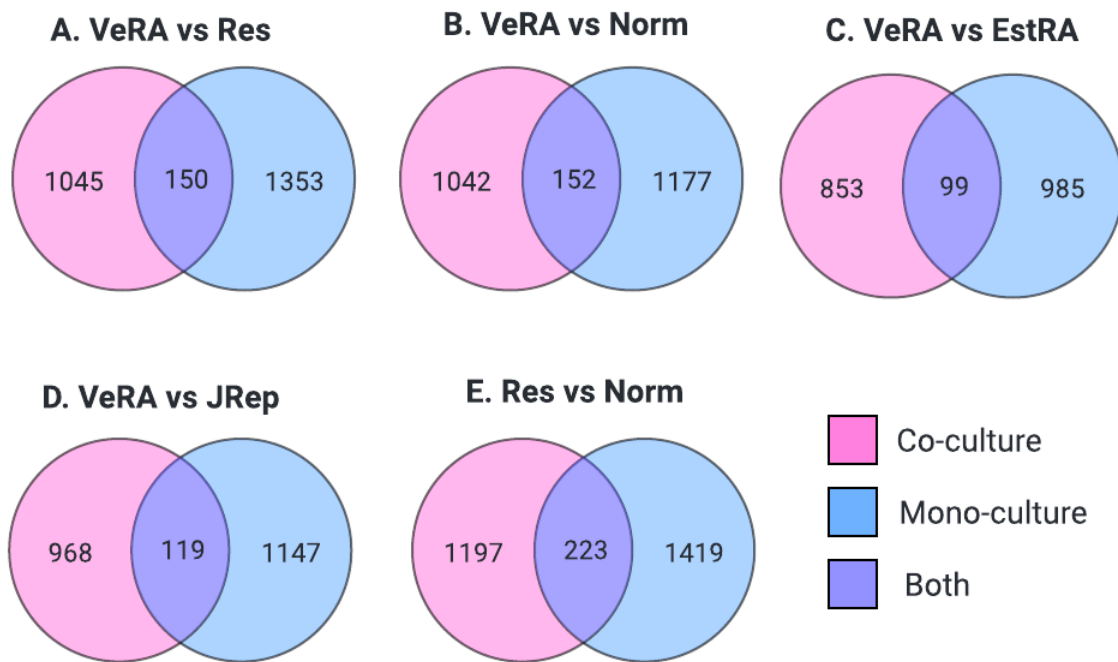 A. VeRA vs Res
B. VeRA vs Norm
C. VeRA vs EstRA
1045 150 1353
1042 152 1177
853 99 985
D. VeRA vs JRep
E. Res vs Norm
968 119 1147
1197 223 1419
Co-culture
Mono-culture
Both